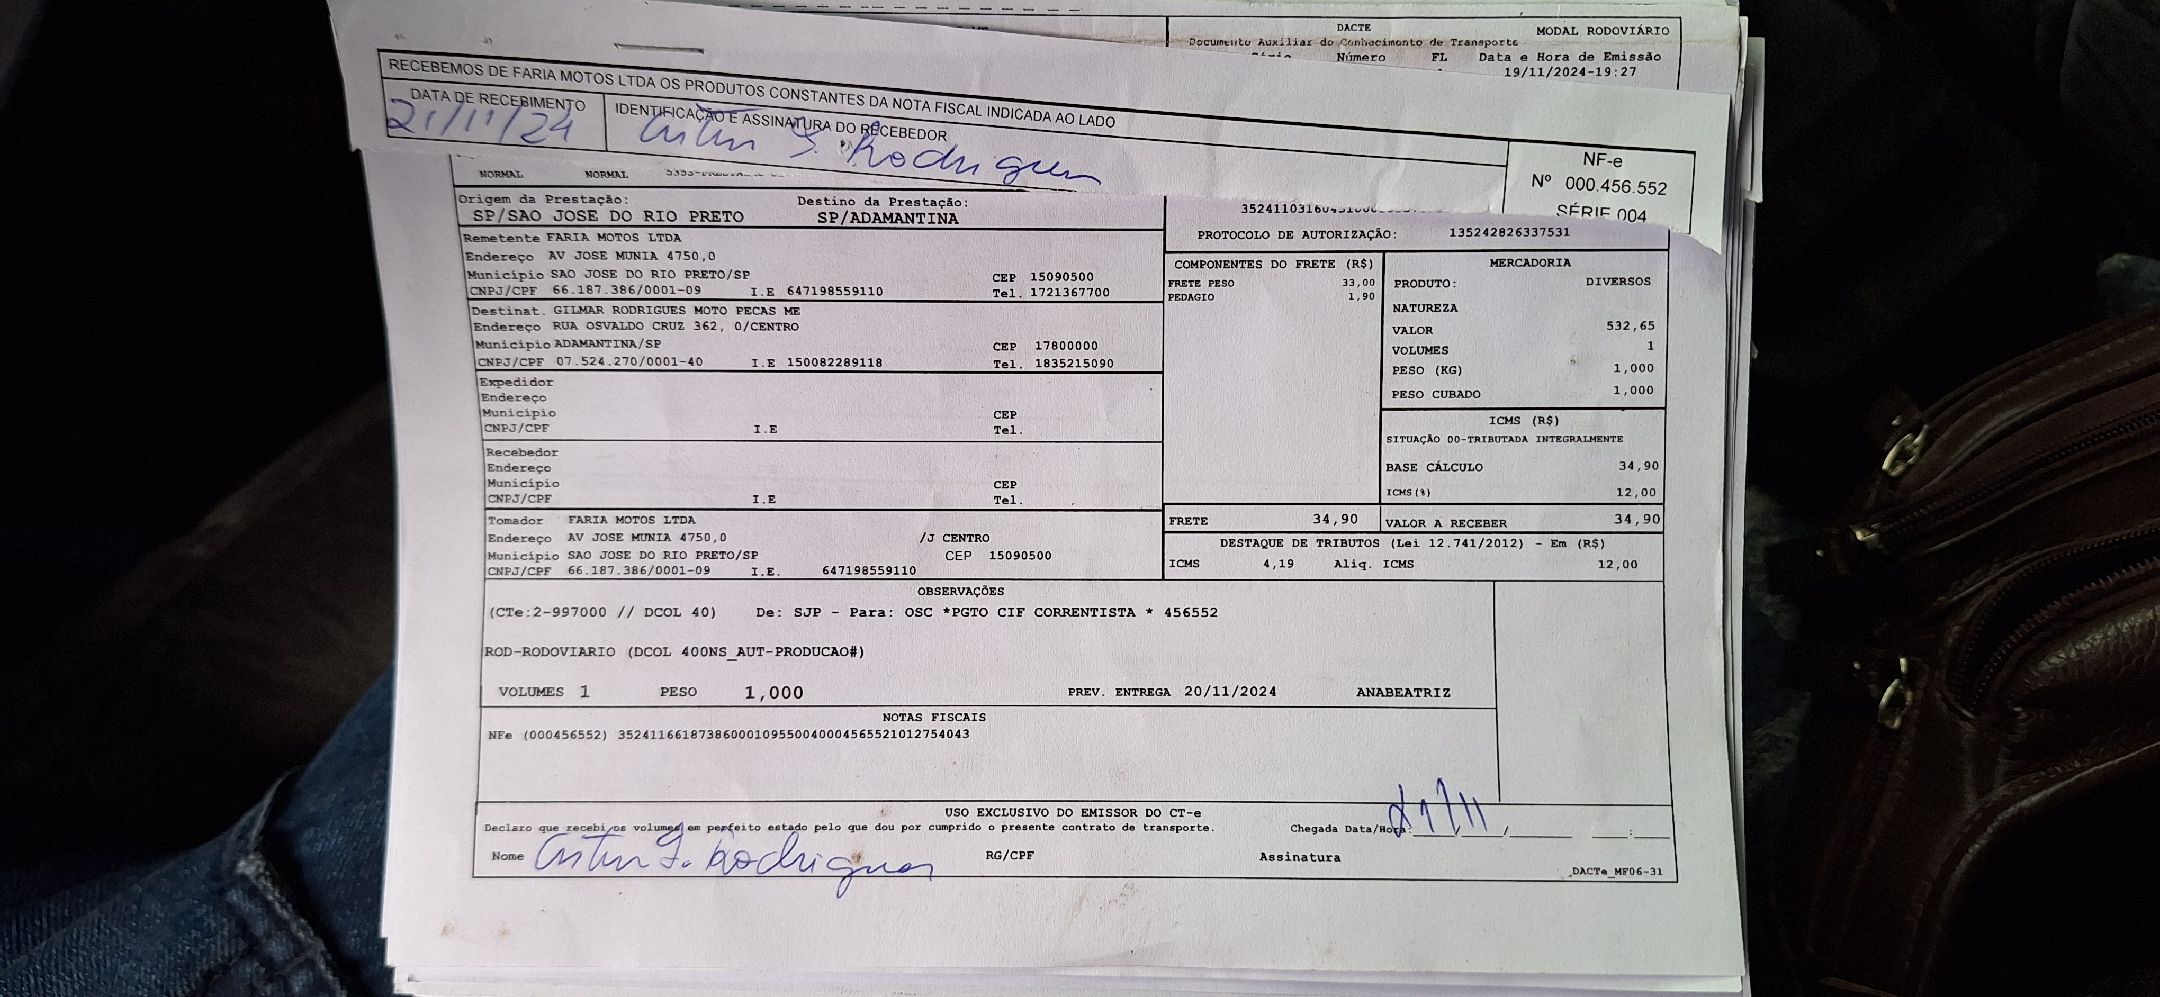 DACTE
MODAL RODOVIÁRIO
Documento Auxiliar do Conhecimento de Transporte
Número FL Data e Hora de Emissão
19/11/2024-19:27
RECEBEMOS DE FARIA MOTOS LTDA OS PRODUTOS CONSTANTES DA NOTA FISCAL INDICADA AO LADO
DATA DE RECEBIMENTO
21/11/24
IDENTIFICAÇÃO E ASSINATURA DO RECEBEDOR
Rodrigues
NF-e
Nº 000.456.552
SÉRIE 004
NORMAL NORMAL
Origem da Prestação: Destino da Prestação:
SP/SAO JOSE DO RIO PRETO SP/ADAMANTINA
PROTOCOLO DE AUTORIZAÇÃO: 135242826337531
Remetente FARIA MOTOS LTDA
Endereço AV JOSE MUNIA 4750,0
Município SAO JOSE DO RIO PRETO/SP CEP 15090500
CNPJ/CPF 66.187.386/0001-09 I.E 647198559110 Tel. 1721367700
Destinat. GILMAR RODRIGUES MOTO PECAS ME
Endereço RUA OSVALDO CRUZ 362, 0/CENTRO
Município ADAMANTINA/SP CEP 17800000
CNPJ/CPF 07.524.270/0001-40 I.E 150082289118 Tel. 1835215090
Expedidor
Endereço
Município CEP
CNPJ/CPF I.E Tel.
Recebedor
Endereço
Município CEP
CNPJ/CPF I.E Tel.
Tomador FARIA MOTOS LTDA
Endereço AV JOSE MUNIA 4750,0 /J CENTRO
Município SAO JOSE DO RIO PRETO/SP CEP 15090500
CNPJ/CPF 66.187.386/0001-09 I.E. 647198559110
COMPONENTES DO FRETE (R$)
FRETE PESO 33,00
PEDAGIO 1,90
MERCADORIA
PRODUTO: DIVERSOS
NATUREZA
VALOR 532,65
VOLUMES 1
PESO (KG) 1,000
PESO CUBADO 1,000
ICMS (R$)
SITUAÇÃO 00-TRIBUTADA INTEGRALMENTE
BASE CÁLCULO 34,90
ICMS(%) 12,00
FRETE 34,90 VALOR A RECEBER 34,90
DESTAQUE DE TRIBUTOS (Lei 12.741/2012) - Em (R$)
ICMS 4,19 Aliq. ICMS 12,00
OBSERVAÇÕES
(CTe:2-997000 // DCOL 40) De: SJP - Para: OSC *PGTO CIF CORRENTISTA * 456552
ROD-RODOVIARIO (DCOL 400NS_AUT-PRODUCAO#)
VOLUMES 1 PESO 1,000 PREV. ENTREGA 20/11/2024 ANABEATRIZ
NOTAS FISCAIS
NFe (000456552) 35241166187386000109550040004565521012754043
USO EXCLUSIVO DO EMISSOR DO CT-e
Declaro que recebi os volumes em perfeito estado pelo que dou por cumprido o presente contrato de transporte. Chegada Data/Hora: 21/11
Nome Rodrigues RG/CPF Assinatura
DACTe_MF06-31